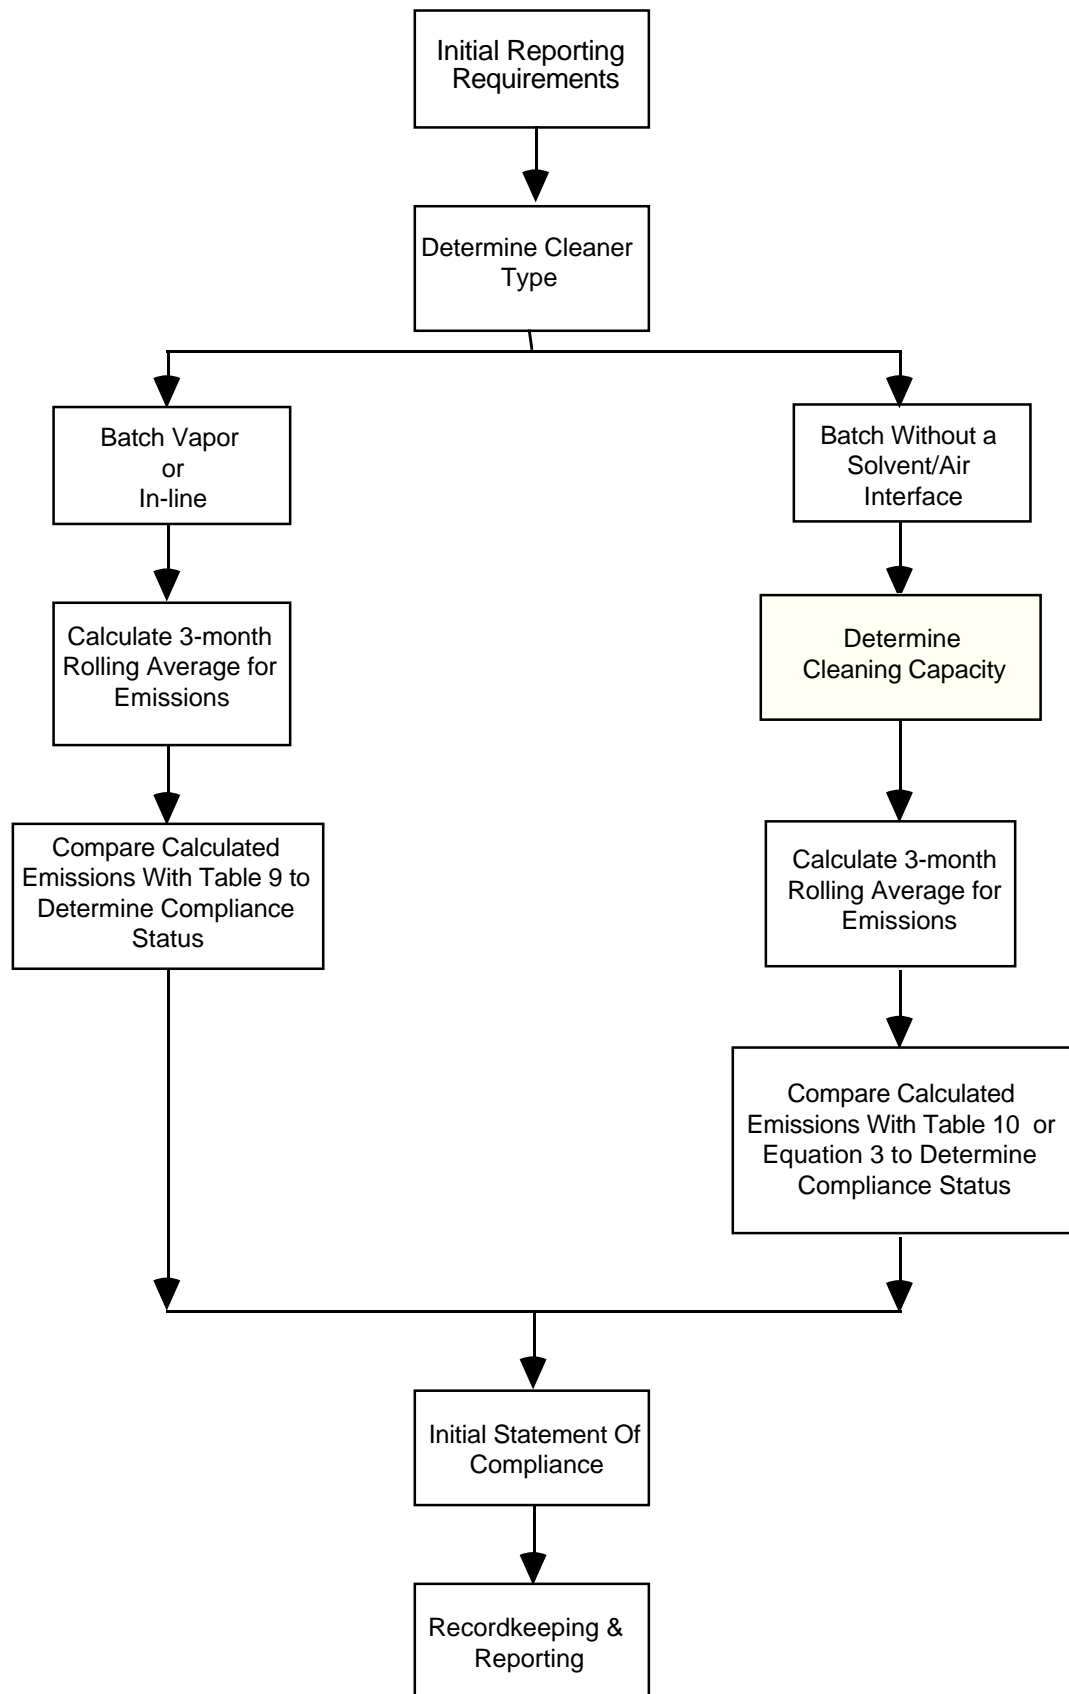 Initial Reporting
Requirements
Determine Cleaner
Type
Batch Vapor
or
In-line
Batch Without a
Solvent/Air
Interface
Calculate 3-month
Rolling Average for
Emissions
Determine
Cleaning Capacity
Compare Calculated
Emissions With Table 9 to
Determine Compliance
Status
Calculate 3-month
Rolling Average for
Emissions
Compare Calculated
Emissions With Table 10 or
Equation 3 to Determine
Compliance Status
Initial Statement Of
Compliance
Recordkeeping &
Reporting